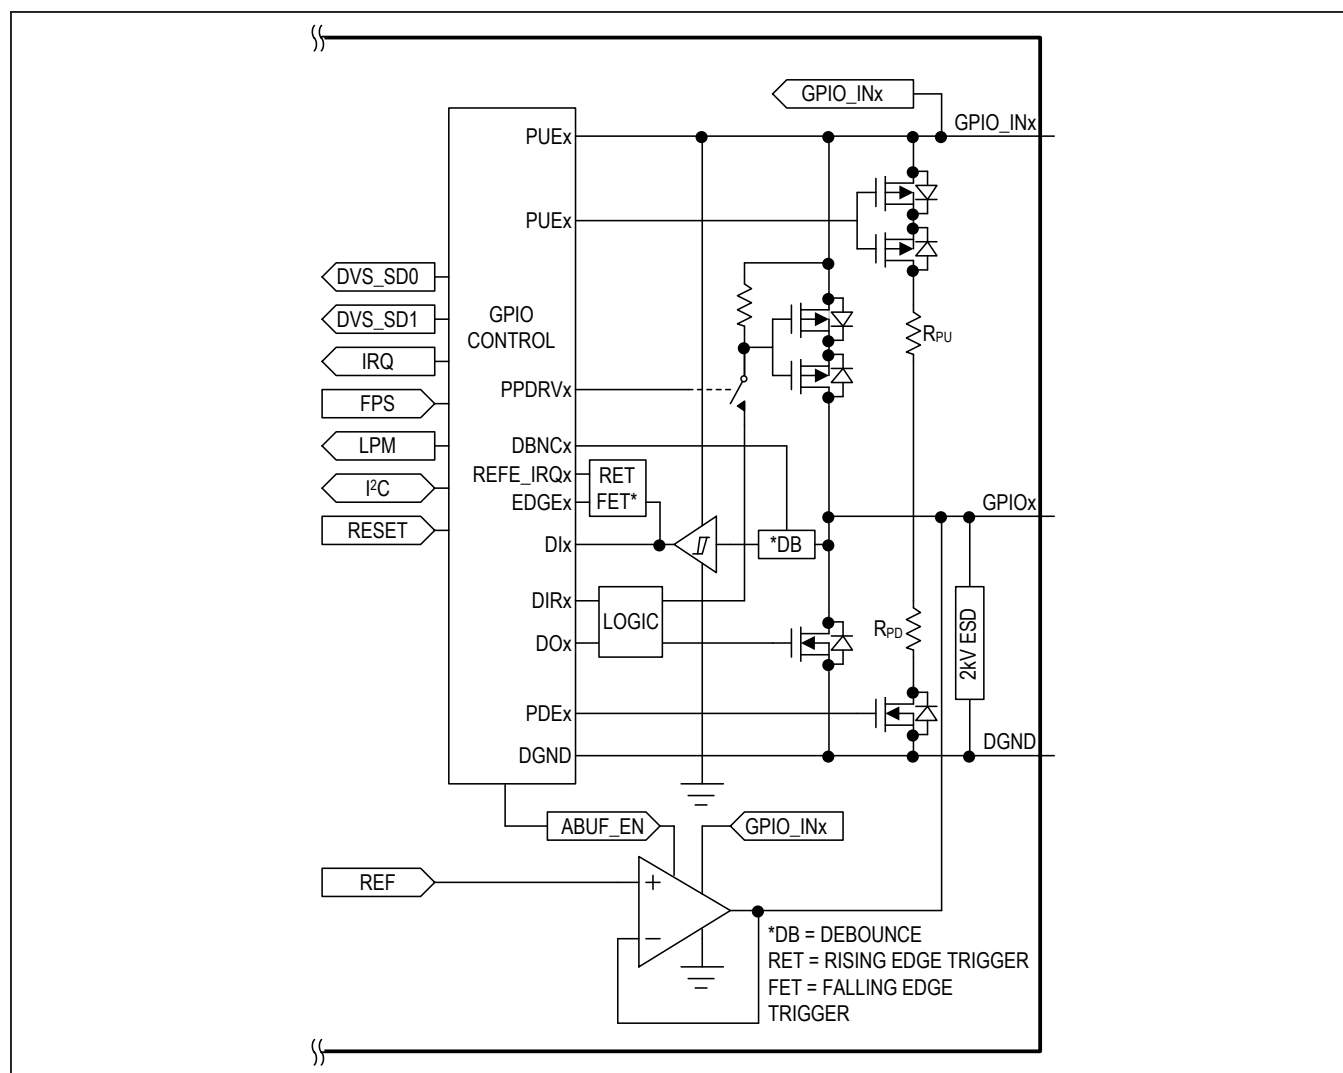 GPIO_INx
GPIO_INx
PUEx
PUEx
DVS_SD0
DVS_SD1
IRQ
FPS
LPM
I²C
RESET
GPIO
CONTROL
RPU
PPDRVx
DBNCx
REFE_IRQx
EDGEx
RET
FET*
GPIOx
DIx
*DB
DIRx
DOx
LOGIC
RPD
2kV ESD
PDEx
DGND
DGND
ABUF_EN
GPIO_INx
REF
+
−
*DB = DEBOUNCE
RET = RISING EDGE TRIGGER
FET = FALLING EDGE
TRIGGER